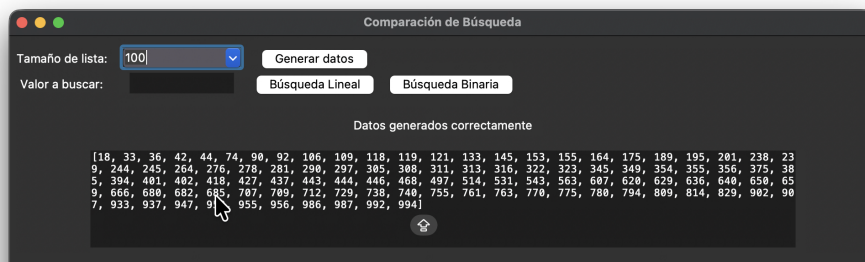 Comparación de Búsqueda
Tamaño de lista: 100 Generar datos
Valor a buscar: Búsqueda Lineal Búsqueda Binaria
Datos generados correctamente
[18, 33, 36, 42, 44, 74, 90, 92, 106, 109, 118, 119, 121, 133, 145, 153, 155, 164, 175, 189, 195, 201, 238, 23
9, 244, 245, 264, 276, 278, 281, 290, 297, 305, 308, 311, 313, 316, 322, 323, 345, 349, 354, 355, 356, 375, 38
5, 394, 401, 402, 418, 427, 437, 443, 444, 446, 468, 497, 514, 531, 543, 563, 607, 620, 629, 636, 640, 650, 65
9, 666, 680, 682, 685, 707, 709, 712, 729, 738, 740, 755, 761, 763, 770, 775, 780, 794, 809, 814, 829, 902, 90
7, 933, 937, 947, 955, 956, 986, 987, 992, 994]